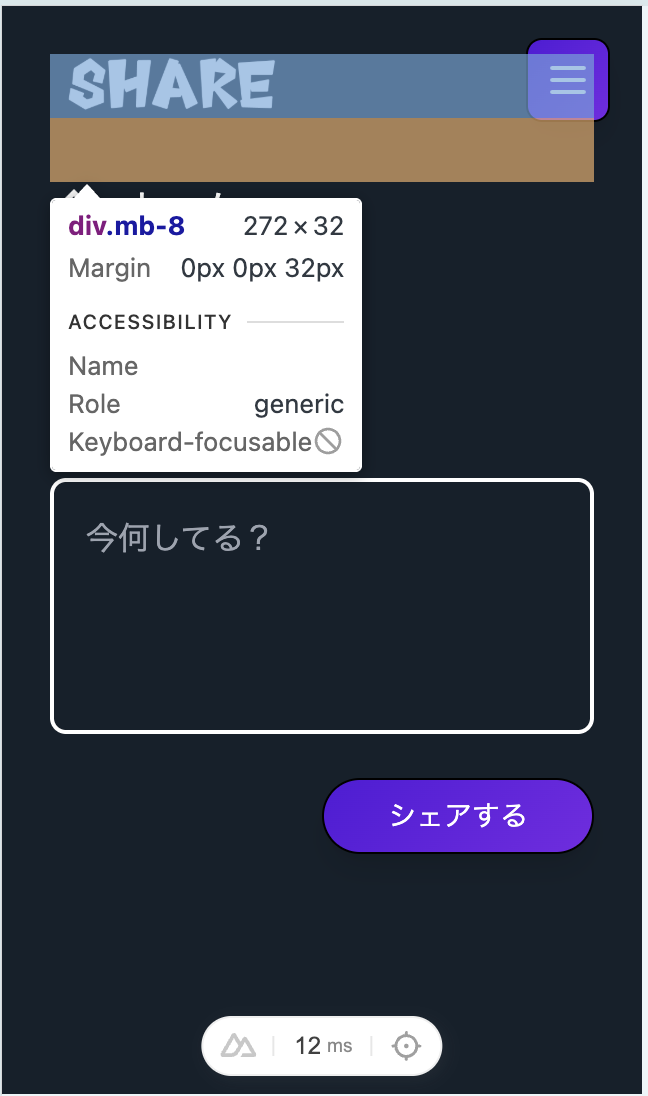 SHARE
div.mb-8 272 × 32
Margin 0px 0px 32px
ACCESSIBILITY
Name
Role generic
Keyboard-focusable
今何してる？
シェアする
12 ms